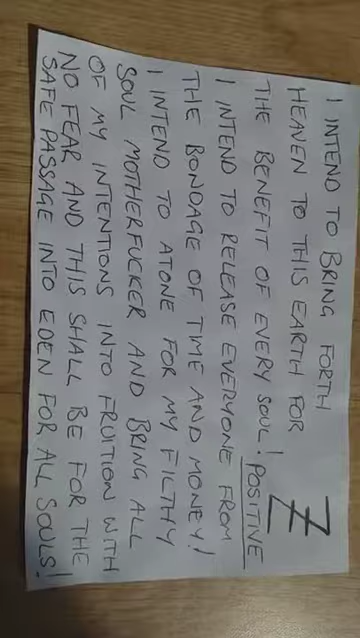 I INTEND TO BRING FORTH
HEAVEN TO THIS EARTH FOR
THE BENEFIT OF EVERY SOUL! POSITIVE
I INTEND TO RELEASE EVERYONE FROM
THE BONDAGE OF TIME AND MONEY!
I INTEND TO ATONE FOR MY FILTHY
SOUL MOTHERFUCKER AND BRING ALL
OF MY INTENTIONS INTO FRUITION WITH
NO FEAR AND THIS SHALL BE FOR THE
SAFE PASSAGE INTO EDEN FOR ALL SOULS!